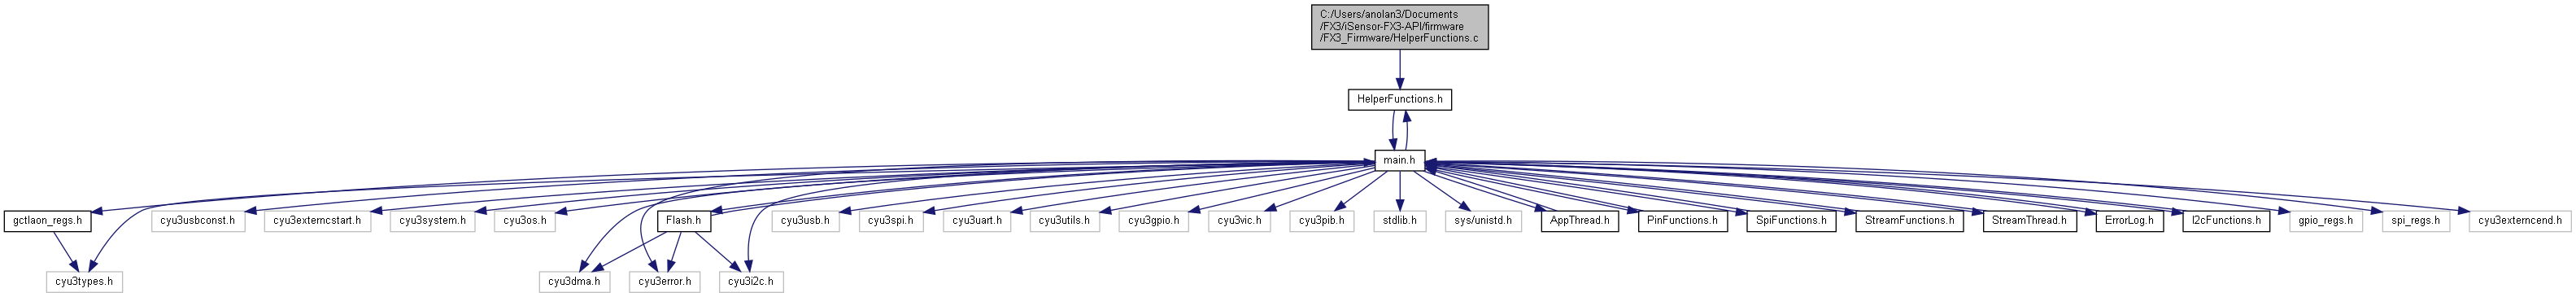 C:/Users/anolan3/Documents
/FX3/iSensor-FX3-API/firmware
/FX3_Firmware/HelperFunctions.c
HelperFunctions.h
main.h
gctlaon_regs.h
cyu3usbconst.h
cyu3externcstart.h
cyu3system.h
cyu3os.h
Flash.h
cyu3usb.h
cyu3spi.h
cyu3uart.h
cyu3utils.h
cyu3gpio.h
cyu3vic.h
cyu3pib.h
stdlib.h
sys/unistd.h
AppThread.h
PinFunctions.h
SpiFunctions.h
StreamFunctions.h
StreamThread.h
ErrorLog.h
I2cFunctions.h
gpio_regs.h
spi_regs.h
cyu3externcend.h
cyu3types.h
cyu3dma.h
cyu3error.h
cyu3i2c.h